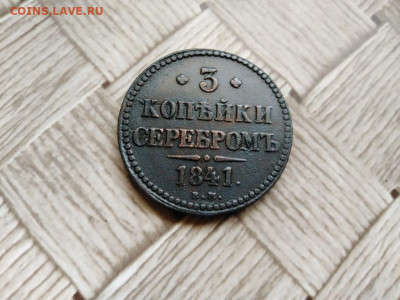 COINS.LAVE.RU
3
КОПѢЙКИ
СЕРЕБРОМЪ
1841.
Е.М.